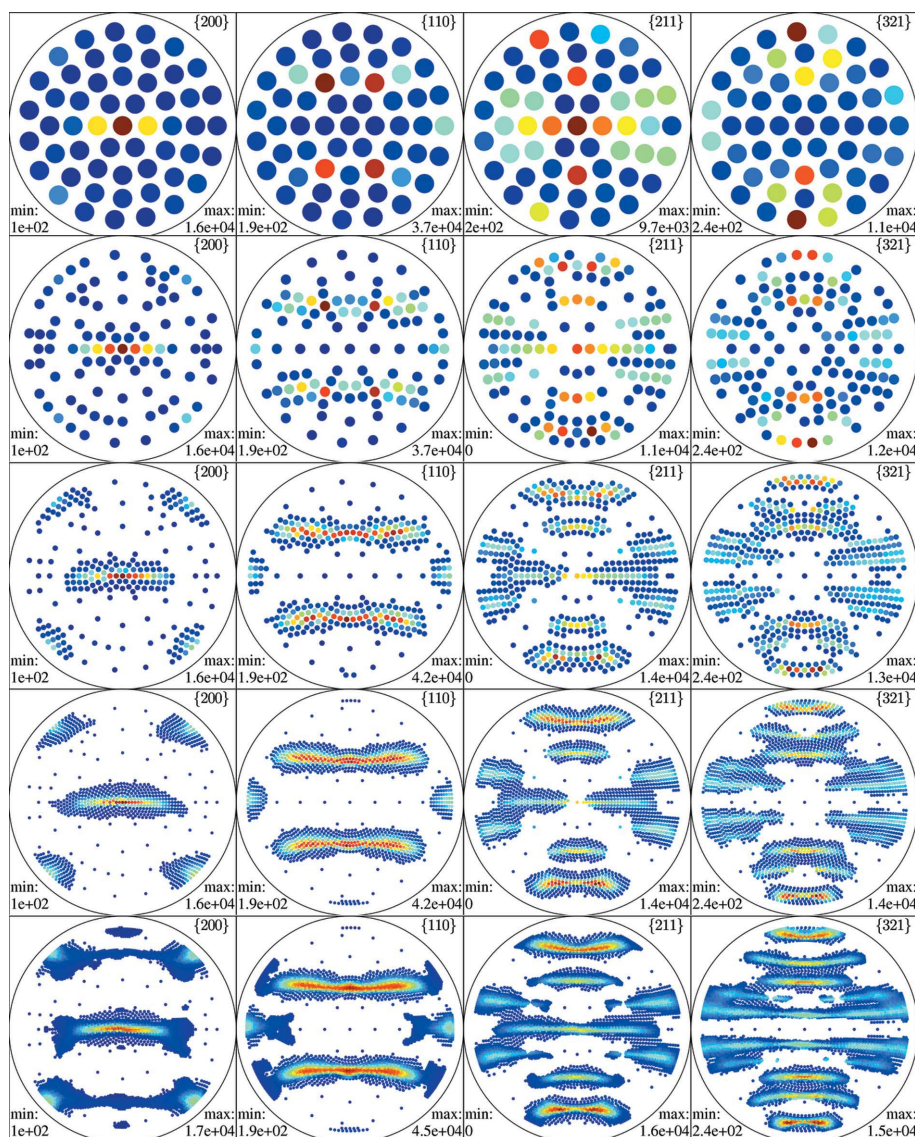 {200} {110} {211} {321}
min: max: min: max: min: max: min: max:
1e+02 1.6e+04 1.9e+02 3.7e+04 2e+02 9.7e+03 2.4e+02 1.1e+04
{200} {110} {211} {321}
min: max: min: max: min: max: min: max:
1e+02 1.6e+04 1.9e+02 3.7e+04 0 1.1e+04 2.4e+02 1.2e+04
{200} {110} {211} {321}
min: max: min: max: min: max: min: max:
1e+02 1.6e+04 1.9e+02 4.2e+04 0 1.4e+04 2.4e+02 1.3e+04
{200} {110} {211} {321}
min: max: min: max: min: max: min: max:
1e+02 1.6e+04 1.9e+02 4.2e+04 0 1.4e+04 2.4e+02 1.4e+04
{200} {110} {211} {321}
min: max: min: max: min: max: min: max:
1e+02 1.7e+04 1.9e+02 4.5e+04 0 1.6e+04 2.4e+02 1.5e+04